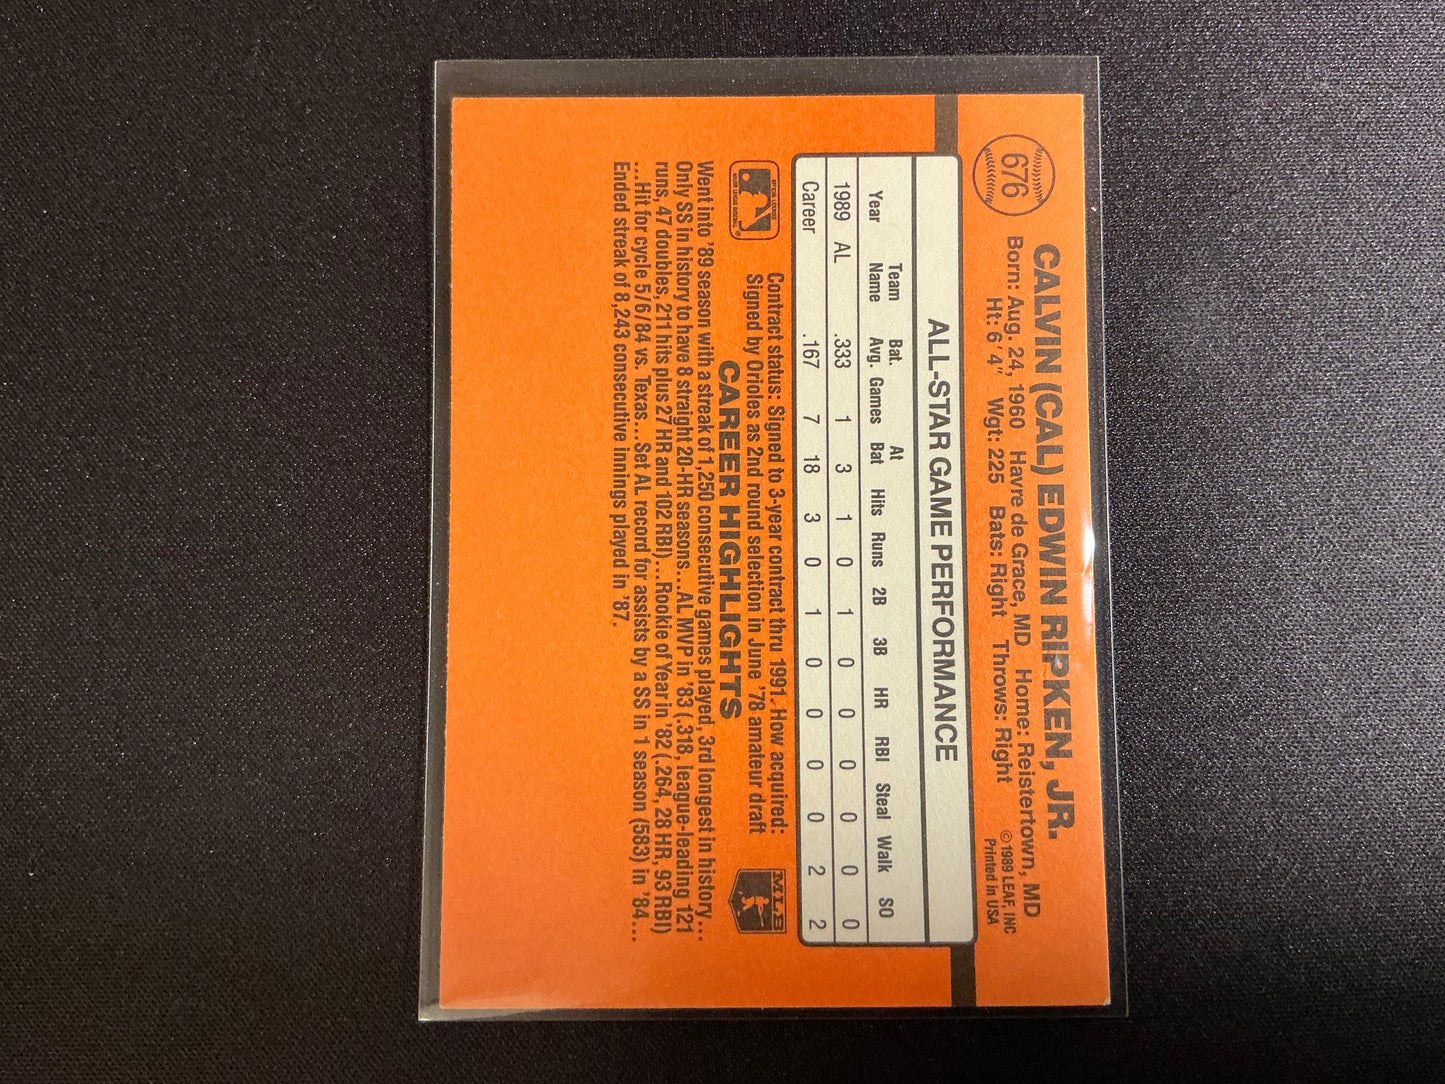 676
CALVIN (CAL) EDWIN RIPKEN, JR.
Born: Aug. 24, 1960 Havre de Grace, MD Home: Reistertown, MD
Ht: 6'4" Wgt: 225 Bats: Right Throws: Right
© 1989 LEAF, INC
Printed in USA
ALL-STAR GAME PERFORMANCE
Year Team Name Bat. Avg. Games At Bat Hits Runs 2B 3B HR RBI Steal Walk SO
1989 AL .333 1 3 1 0 1 0 0 0 0 0 0
Career .167 7 18 3 0 1 0 0 0 0 2 2
OFFICIAL LICENSEE
MAJOR LEAGUE BASEBALL
Contract status: Signed to 3-year contract thru 1991. How acquired:
Signed by Orioles as 2nd round selection in June '78 amateur draft
MLB
CAREER HIGHLIGHTS
Went into '89 season with a streak of 1,250 consecutive games played, 3rd longest in history...
Only SS in history to have 8 straight 20-HR seasons...AL MVP in '83 (.318, league-leading 121
runs, 47 doubles, 211 hits plus 27 HR and 102 RBI)...Rookie of Year in '82 (.264, 28 HR, 93 RBI)
...Hit for cycle 5/6/84 vs. Texas...Set AL record for assists by a SS in 1 season (583) in '84...
Ended streak of 8,243 consecutive innings played in '87.